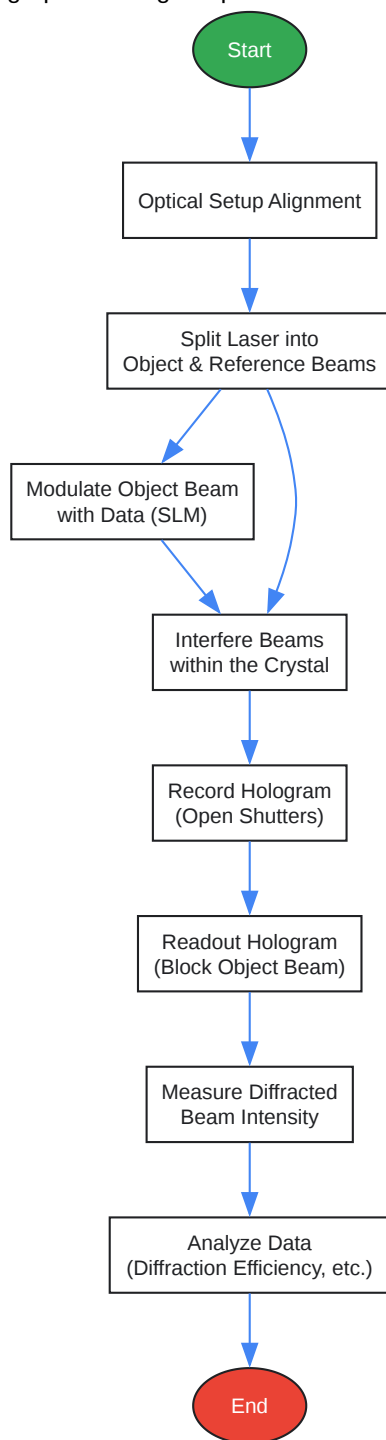 Start
Optical Setup Alignment
Split Laser into
Object & Reference Beams
Modulate Object Beam
with Data (SLM)
Interfere Beams
within the Crystal
Record Hologram
(Open Shutters)
Readout Hologram
(Block Object Beam)
Measure Diffracted
Beam Intensity
Analyze Data
(Diffraction Efficiency, etc.)
End